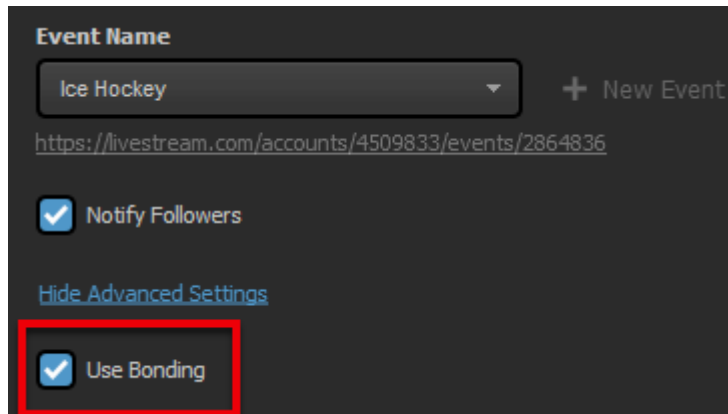 Event Name
Ice Hockey
+ New Event
https://livestream.com/accounts/4509833/events/2864836
Notify Followers
Hide Advanced Settings
Use Bonding